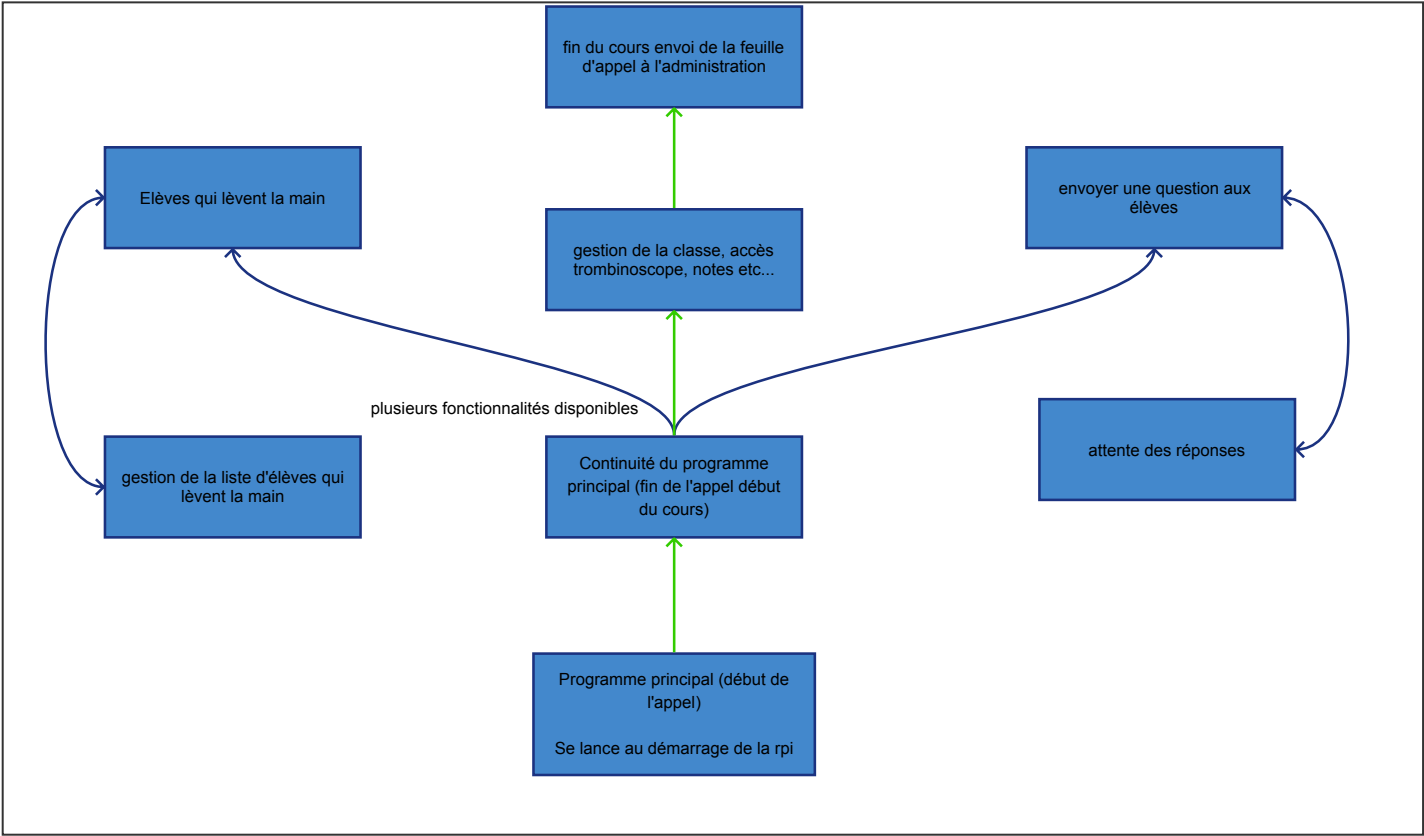 fin du cours envoi de la feuille
d'appel à l'administration
Elèves qui lèvent la main
envoyer une question aux
élèves
gestion de la classe, accès
trombinoscope, notes etc...
plusieurs fonctionnalités disponibles
gestion de la liste d'élèves qui
lèvent la main
Continuité du programme
principal (fin de l'appel début
du cours)
attente des réponses
Programme principal (début de
l'appel)
Se lance au démarrage de la rpi